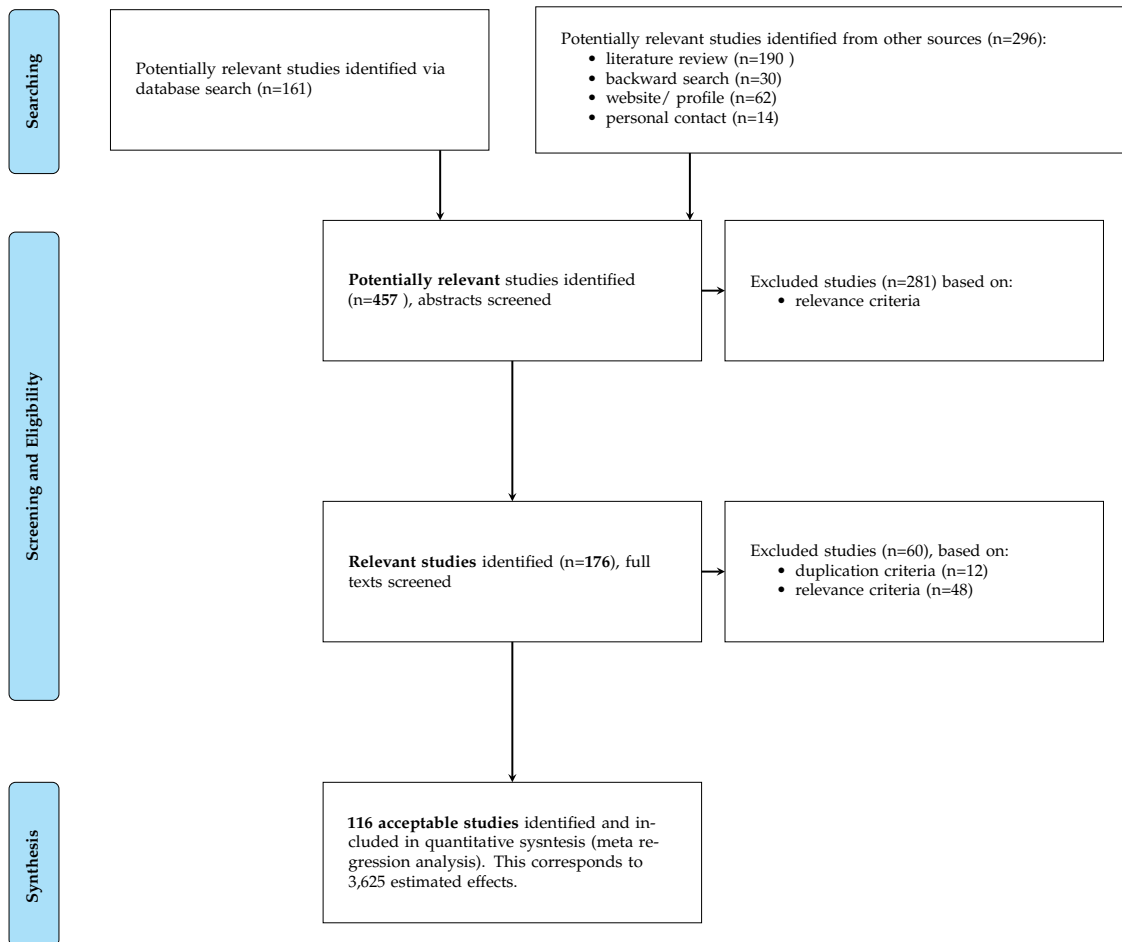 Searching
Potentially relevant studies identified via
database search (n=161)
Potentially relevant studies identified from other sources (n=296):
• literature review (n=190 )
• backward search (n=30)
• website/ profile (n=62)
• personal contact (n=14)
Screening and Eligibility
Potentially relevant studies identified
(n=457 ), abstracts screened
Excluded studies (n=281) based on:
• relevance criteria
Relevant studies identified (n=176), full
texts screened
Excluded studies (n=60), based on:
• duplication criteria (n=12)
• relevance criteria (n=48)
Synthesis
116 acceptable studies identified and in-
cluded in quantitative sysntesis (meta re-
gression analysis). This corresponds to
3,625 estimated effects.